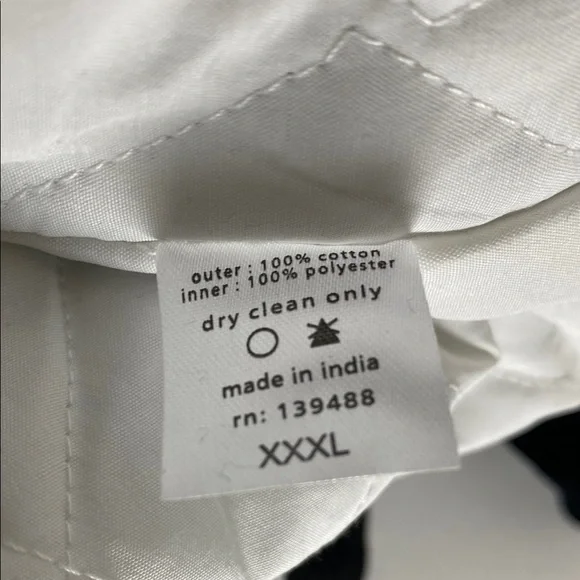 outer : 100% cotton
inner : 100% polyester
dry clean only
made in india
rn: 139488
XXXL